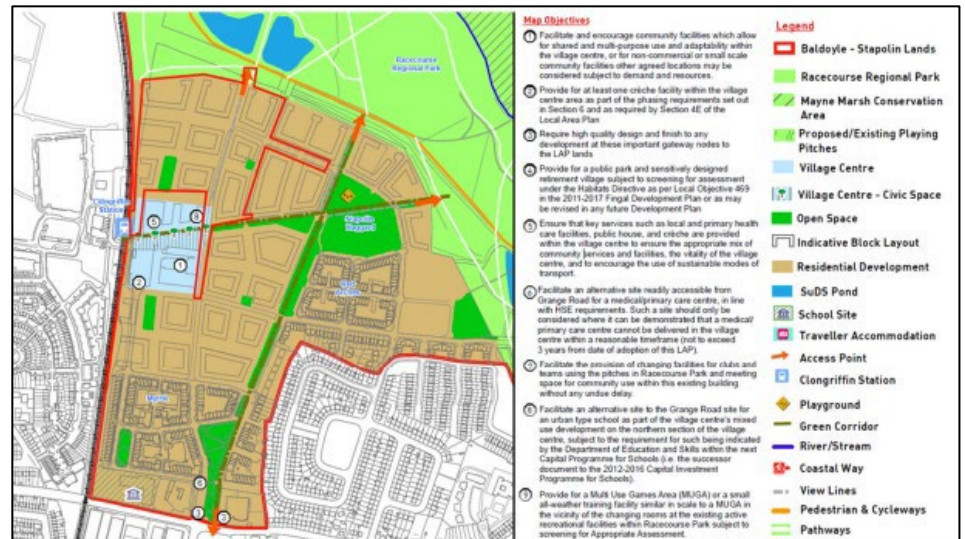 Racecourse
Regional Park
Clongriffin
Station
5
8
1
2
Stapolin
Haggard
Red
Arches
Myrtle
6
1
3
Map Objectives
1 Facilitate and encourage community facilities which allow
for shared and multi-purpose use and adaptability within
the village centre, or for non-commercial or small scale
community facilities other agreed locations may be
considered subject to demand and resources.
2 Provide for at least one crèche facility within the village
centre area as part of the phasing requirements set out
in Section 6 and as required by Section 4E of the
Local Area Plan
3 Require high quality design and finish to any
development at these important gateway nodes to
the LAP lands
4 Provide for a public park and sensitively designed
retirement village subject to screening for assessment
under the Habitats Directive as per Local Objective 469
in the 2011-2017 Fingal Development Plan or as may
be revised in any future Development Plan
5 Ensure that key services such as local and primary health
care facilities, public house, and crèche are provided
within the village centre to ensure the appropriate mix of
community services and facilities, the vitality of the village
centre, and to encourage the use of sustainable modes of
transport.
6 Facilitate an alternative site readily accessible from
Grange Road for a medical/primary care centre, in line
with HSE requirements. Such a site should only be
considered where it can be demonstrated that a medical/
primary care centre cannot be delivered in the village
centre within a reasonable timeframe (not to exceed
3 years from date of adoption of this LAP).
7 Facilitate the provision of changing facilities for clubs and
teams using the pitches in Racecourse Park and meeting
space for community use within this existing building
without any undue delay.
8 Facilitate an alternative site to the Grange Road site for
an urban type school as part of the village centre's mixed
use development on the northern section of the village
centre, subject to the requirement for such being indicated
by the Department of Education and Skills within the next
Capital Programme for Schools (i.e. the successor
document to the 2012-2016 Capital Investment
Programme for Schools).
9 Provide for a Multi Use Games Area (MUGA) or a small
all-weather training facility similar in scale to a MUGA in
the vicinity of the changing rooms at the existing active
recreational facilities within Racecourse Park subject to
screening for Appropriate Assessment.
Legend
Baldoyle - Stapolin Lands
Racecourse Regional Park
Mayne Marsh Conservation
Area
Proposed/Existing Playing
Pitches
Village Centre
Village Centre - Civic Space
Open Space
Indicative Block Layout
Residential Development
SuDS Pond
School Site
Traveller Accommodation
Access Point
Clongriffin Station
Playground
Green Corridor
River/Stream
Coastal Way
View Lines
Pedestrian & Cycleways
Pathways